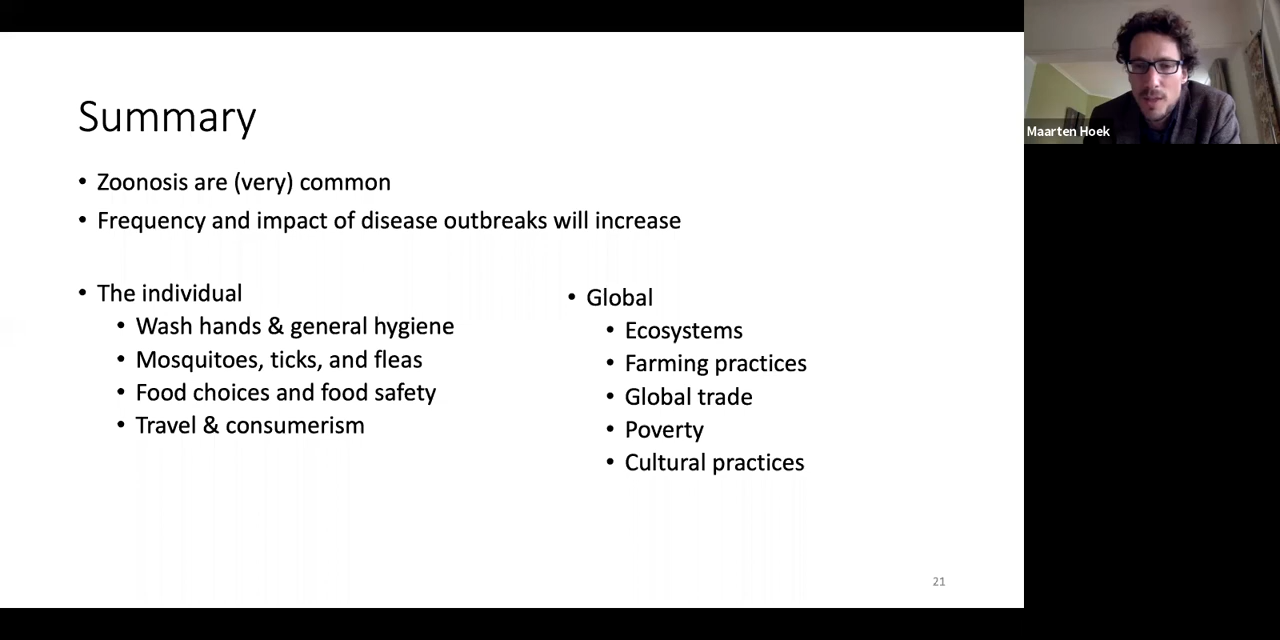 Summary
• Zoonosis are (very) common
• Frequency and impact of disease outbreaks will increase
• The individual
• Wash hands & general hygiene
• Mosquitoes, ticks, and fleas
• Food choices and food safety
• Travel & consumerism
• Global
• Ecosystems
• Farming practices
• Global trade
• Poverty
• Cultural practices
21
Maarten Hoek